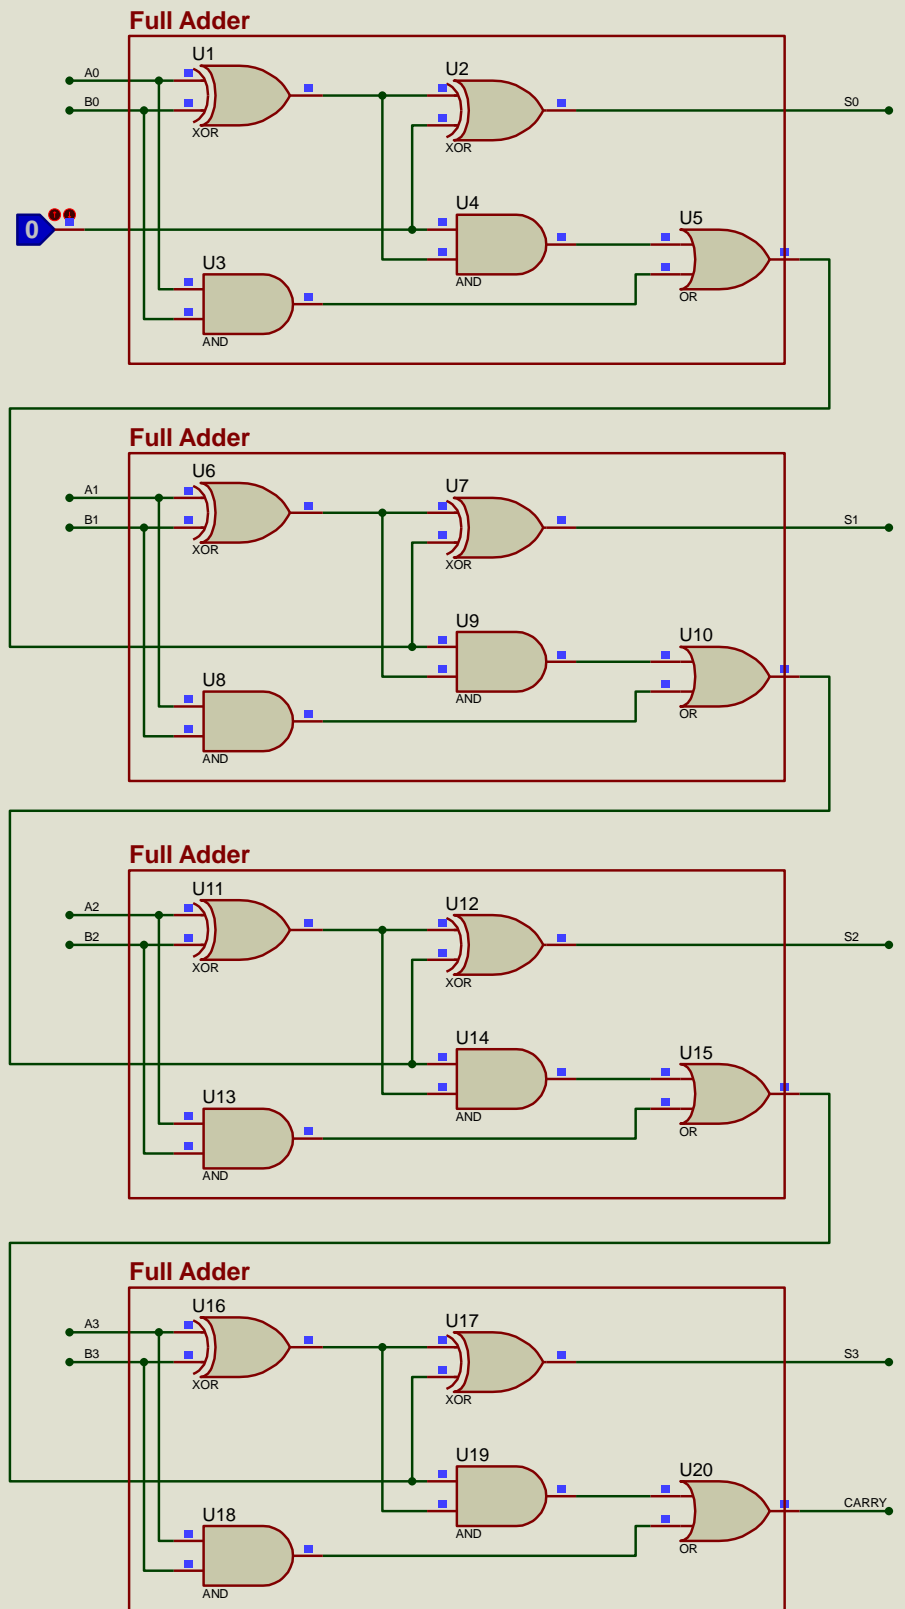 Full Adder
U1
A0
B0
XOR
U2
XOR
S0
0
U4
AND
U5
OR
U3
AND
Full Adder
U6
A1
B1
XOR
U7
XOR
S1
U9
AND
U10
OR
U8
AND
Full Adder
U11
A2
B2
XOR
U12
XOR
S2
U14
AND
U15
OR
U13
AND
Full Adder
U16
A3
B3
XOR
U17
XOR
S3
U19
AND
U20
OR
CARRY
U18
AND